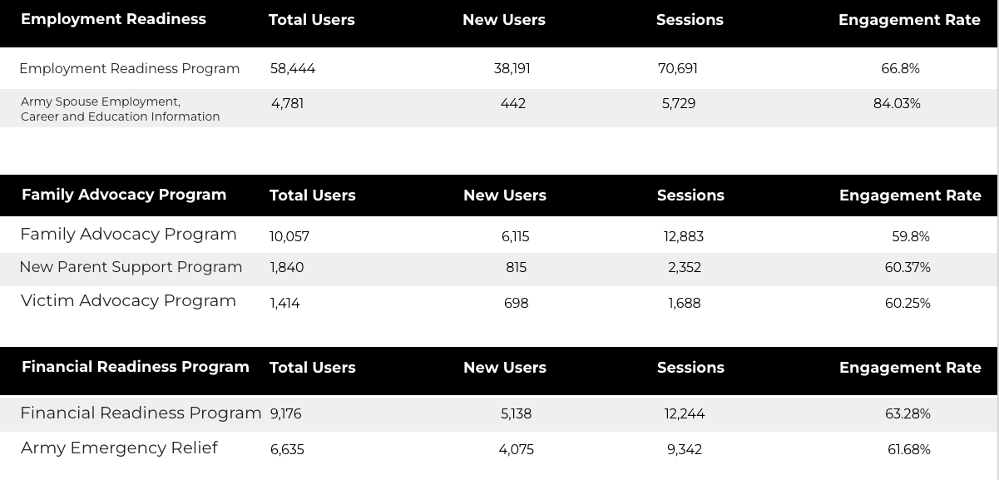 Employment Readiness Total Users New Users Sessions Engagement Rate
Employment Readiness Program 58,444 38,191 70,691 66.8%
Army Spouse Employment, 4,781 442 5,729 84.03%
Career and Education Information
Family Advocacy Program Total Users New Users Sessions Engagement Rate
Family Advocacy Program 10,057 6,115 12,883 59.8%
New Parent Support Program 1,840 815 2,352 60.37%
Victim Advocacy Program 1,414 698 1,688 60.25%
Financial Readiness Program Total Users New Users Sessions Engagement Rate
Financial Readiness Program 9,176 5,138 12,244 63.28%
Army Emergency Relief 6,635 4,075 9,342 61.68%